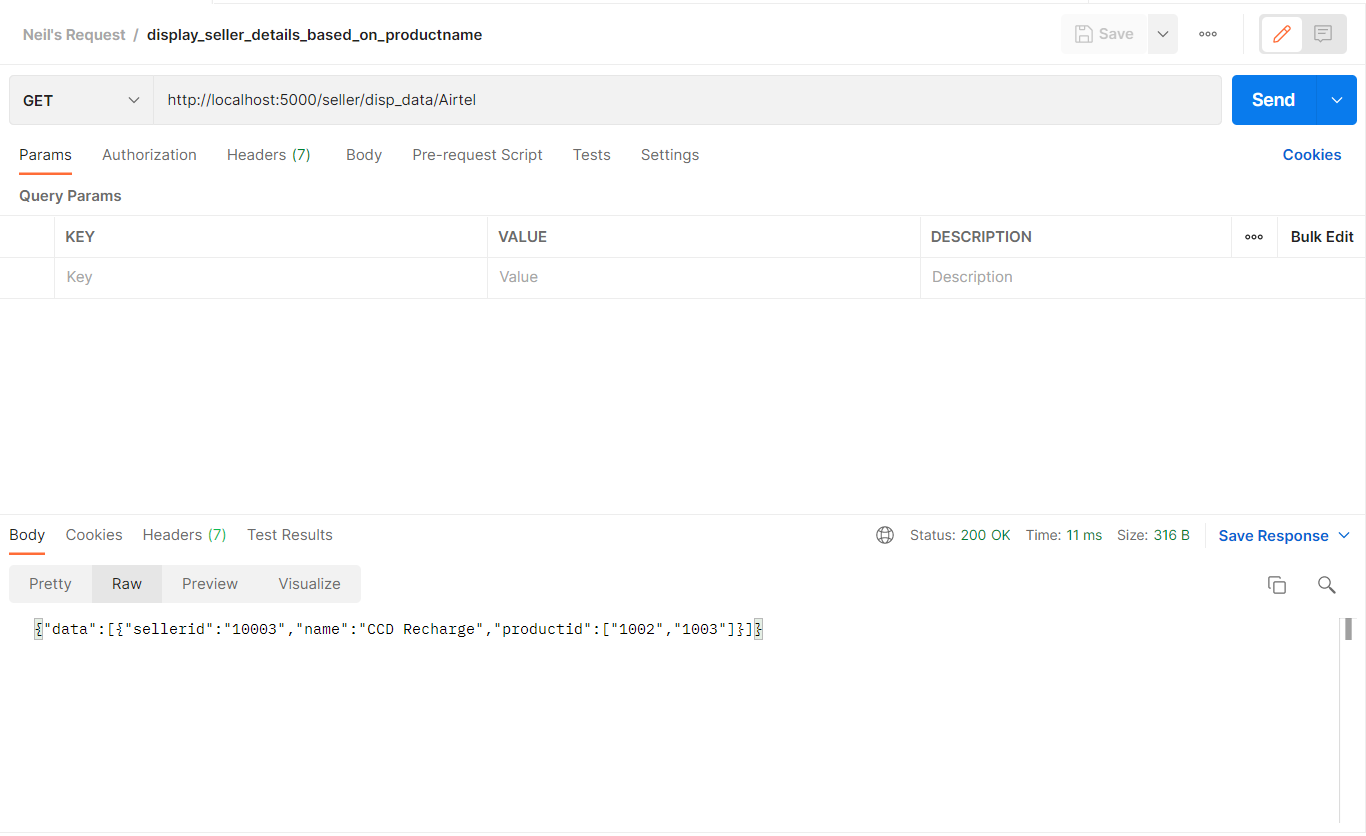 Neil's Request / display_seller_details_based_on_productname Save
GET http://localhost:5000/seller/disp_data/Airtel Send
Params Authorization Headers (7) Body Pre-request Script Tests Settings Cookies
Query Params
KEY VALUE DESCRIPTION Bulk Edit
Key Value Description
Body Cookies Headers (7) Test Results Status: 200 OK Time: 11 ms Size: 316 B Save Response
Pretty Raw Preview Visualize
{"data":[{"sellerid":"10003","name":"CCD Recharge","productid":["1002","1003"]}]}